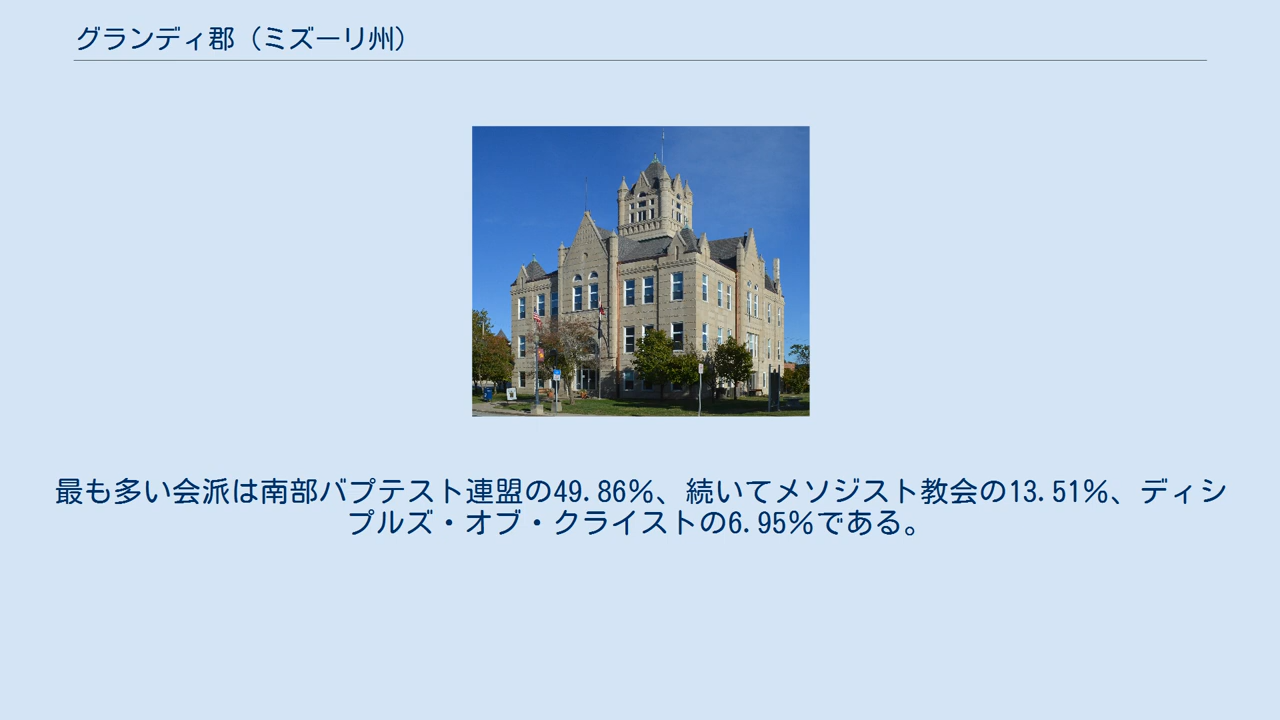 グランディ郡（ミズーリ州）
最も多い会派は南部バプテスト連盟の49.86%、続いてメソジスト教会の13.51%、ディシ
プルズ・オブ・クライストの6.95%である。